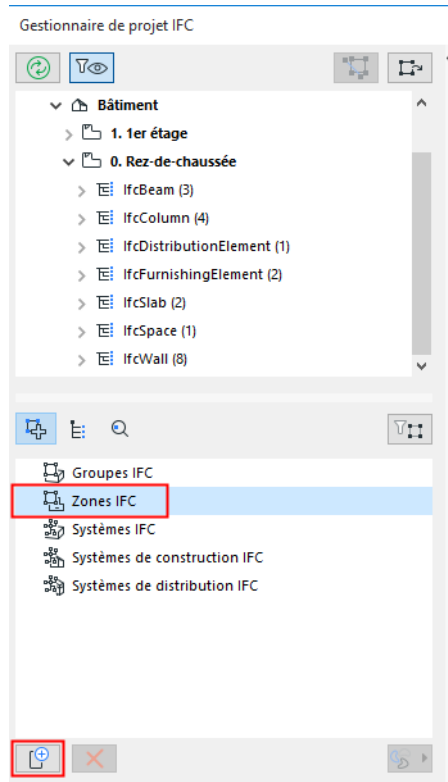 Gestionnaire de projet IFC
Bâtiment
1. 1er étage
0. Rez-de-chaussée
IfcBeam (3)
IfcColumn (4)
IfcDistributionElement (1)
IfcFurnishingElement (2)
IfcSlab (2)
IfcSpace (1)
IfcWall (8)
Groupes IFC
Zones IFC
Systèmes IFC
Systèmes de construction IFC
Systèmes de distribution IFC